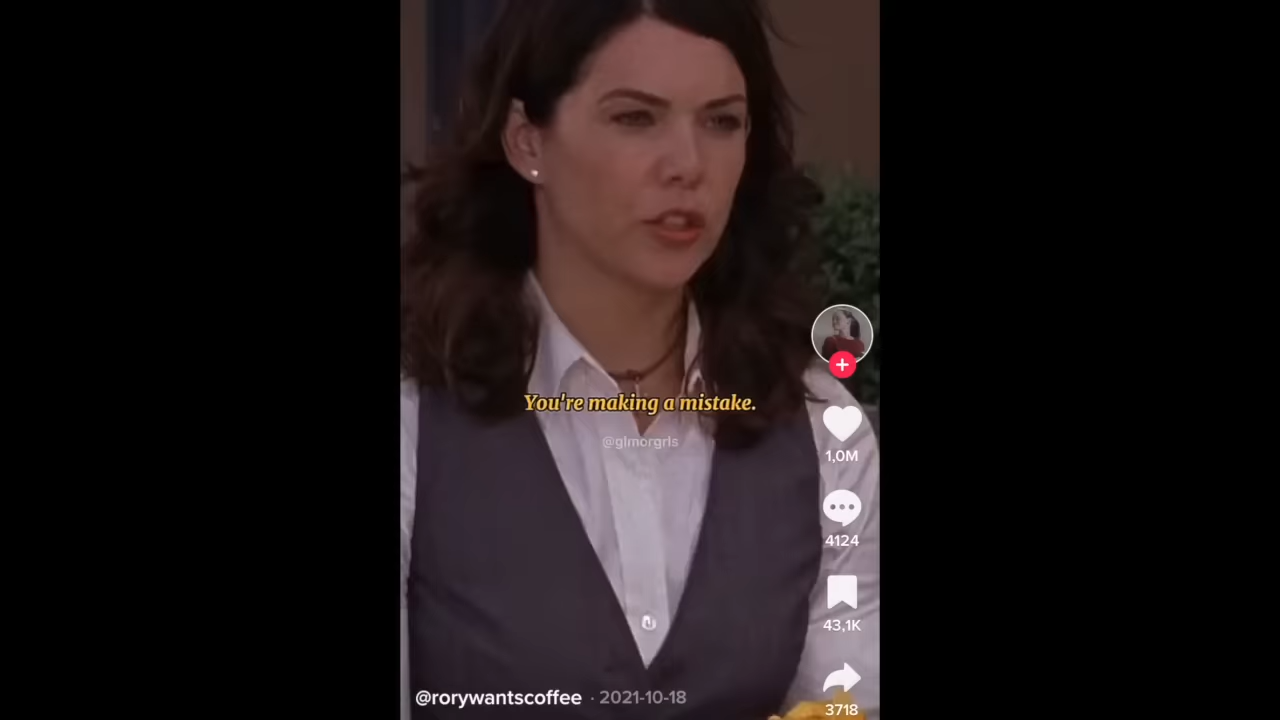 You're making a mistake.
@glmorgrls
1,0M
4124
43,1K
3718
@rorywantscoffee · 2021-10-18